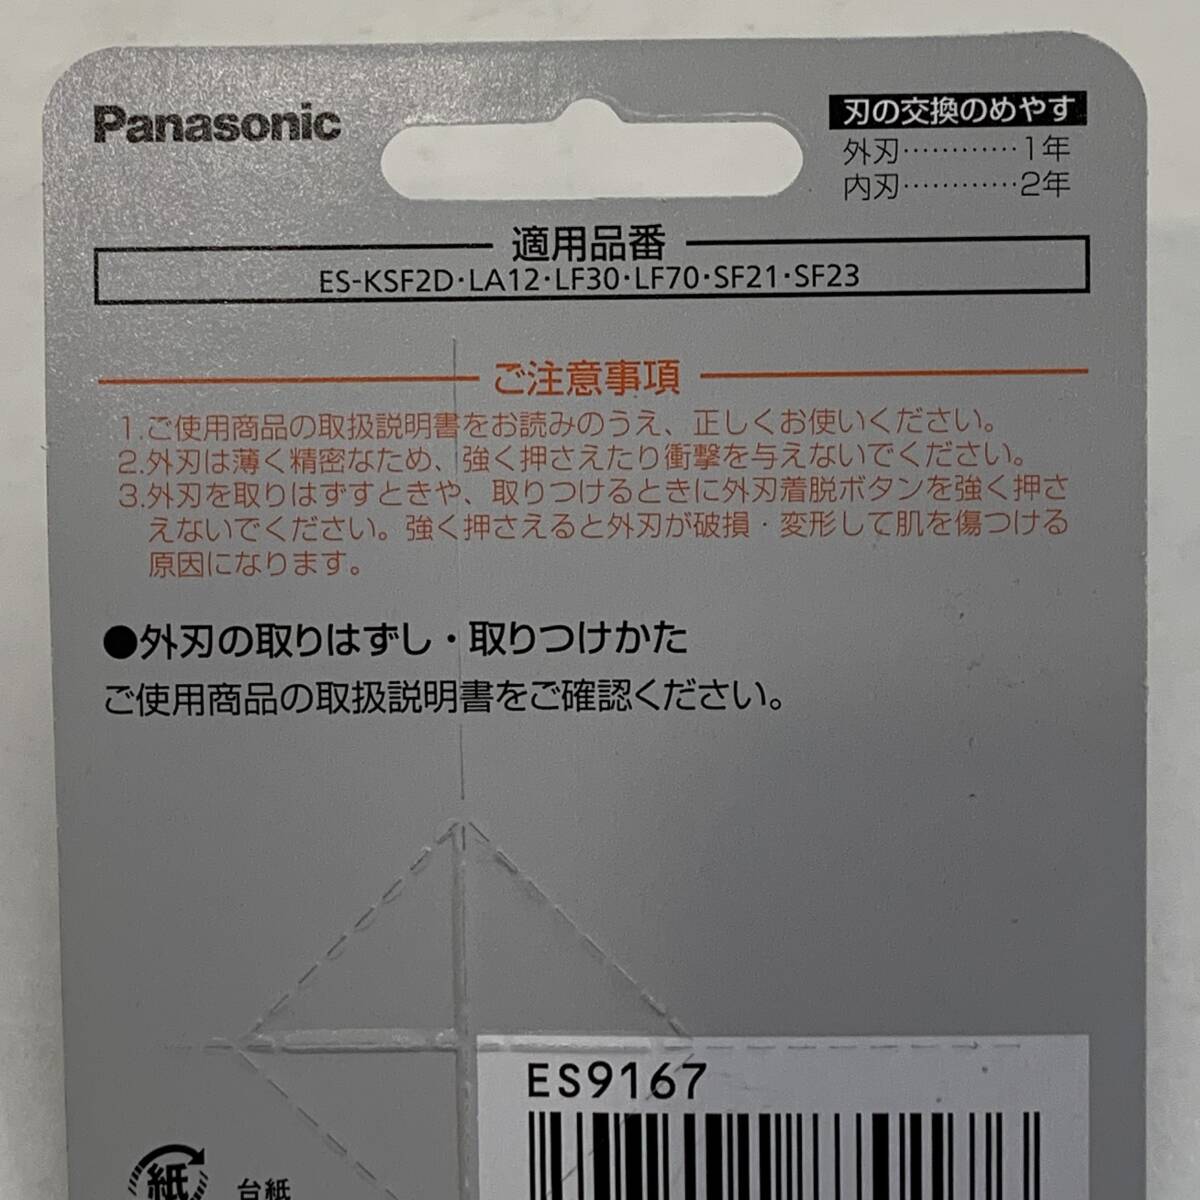 Panasonic
刃の交換のめやす
外刃…………1年
内刃…………2年
適用品番
ES-KSF2D・LA12・LF30・LF70・SF21・SF23
ご注意事項
1.ご使用商品の取扱説明書をお読みのうえ、正しくお使いください。
2.外刃は薄く精密なため、強く押さえたり衝撃を与えないでください。
3.外刃を取りはずすときや、取りつけるときに外刃着脱ボタンを強く押さ
えないでください。強く押さえると外刃が破損・変形して肌を傷つける
原因になります。
●外刃の取りはずし・取りつけかた
ご使用商品の取扱説明書をご確認ください。
ES9167
紙
台紙